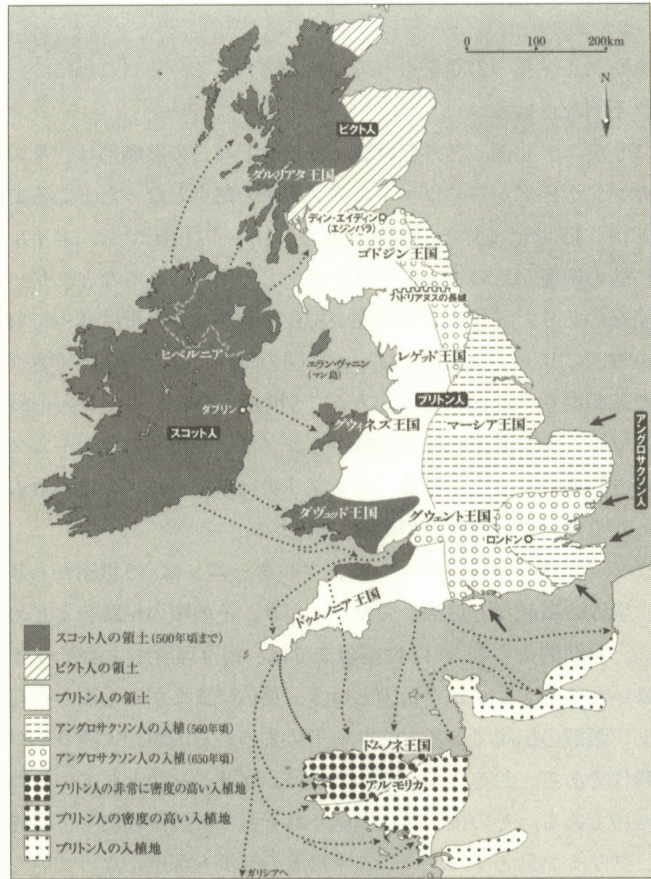 0 100 200km
N
ピクト人
ダルリアダ王国
ディン・エイディン
(エジンバラ)
ゴドジン王国
ハドリアヌスの長城
ヒベルニア
レゲッド王国
エラン・ヴァニン
(マン島)
ブリトン人
ダブリン
グウィネズ王国
マーシア王国
スコット人
アングロサクソン人
ダヴェッド王国
グウェント王国
ロンドン
ドゥムノニア王国
スコット人の領土(500年頃まで)
ピクト人の領土
ブリトン人の領土
アングロサクソン人の入植(560年頃)
アングロサクソン人の入植(650年頃)
ブリトン人の非常に密度の高い入植地
ブリトン人の密度の高い入植地
ブリトン人の入植地
ドムノネ王国
アルモリカ
ガリシアへ